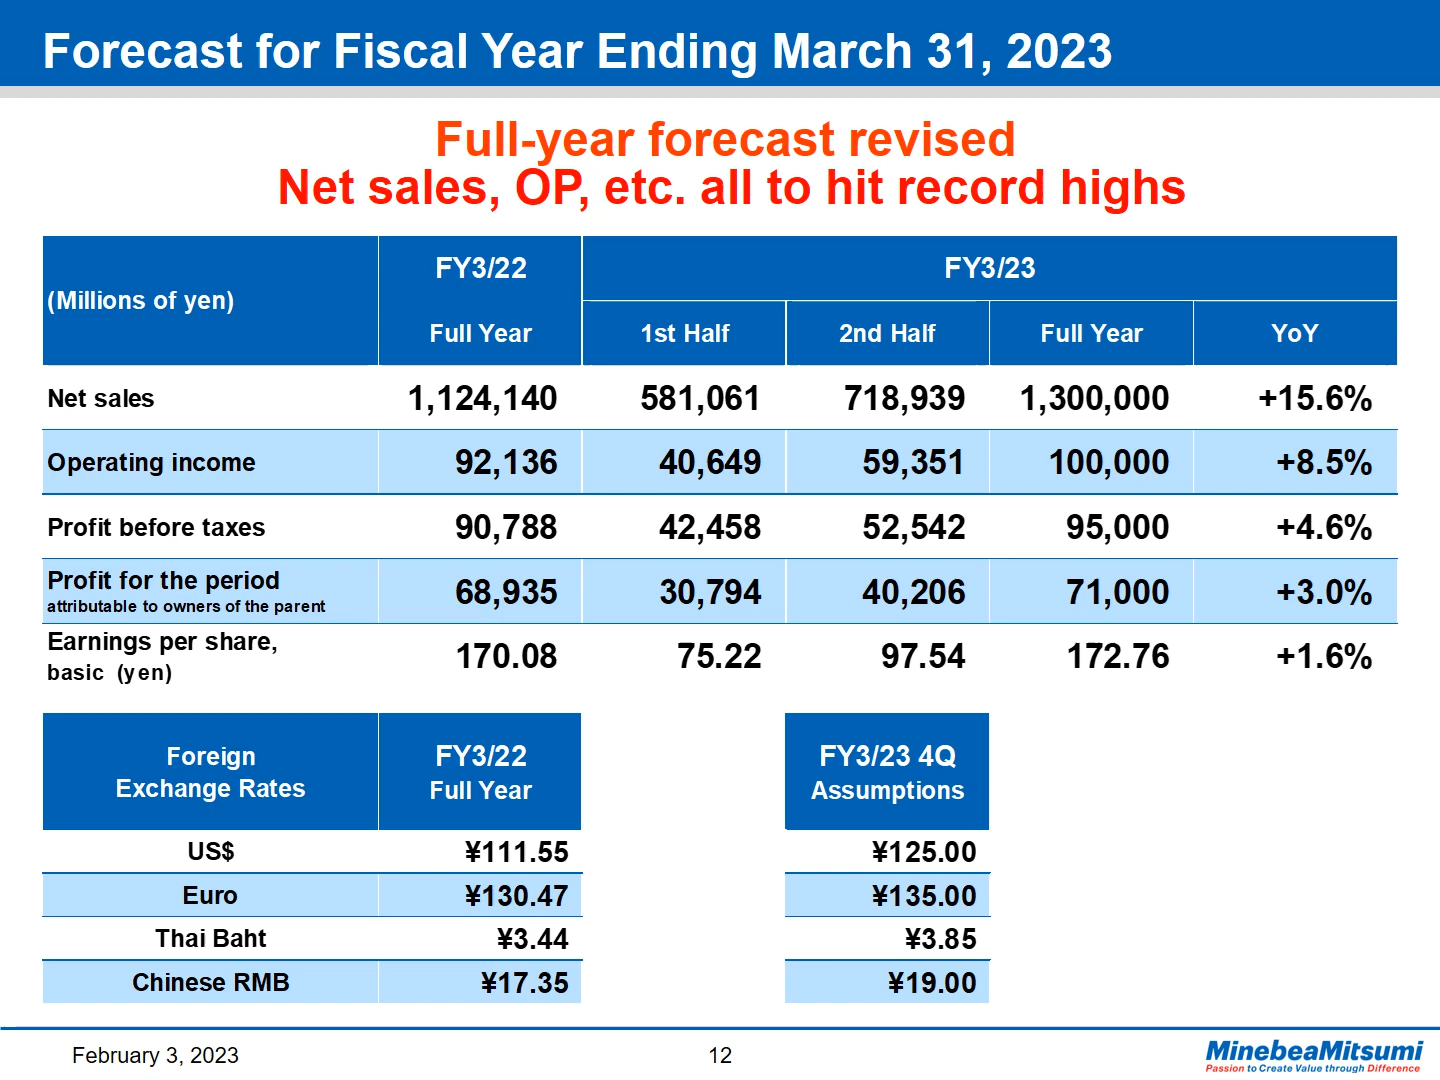 Forecast for Fiscal Year Ending March 31, 2023
Full-year forecast revised
Net sales, OP, etc. all to hit record highs
(Millions of yen) FY3/22 Full Year FY3/23
1st Half 2nd Half Full Year YoY
Net sales 1,124,140 581,061 718,939 1,300,000 +15.6%
Operating income 92,136 40,649 59,351 100,000 +8.5%
Profit before taxes 90,788 42,458 52,542 95,000 +4.6%
Profit for the period
attributable to owners of the parent 68,935 30,794 40,206 71,000 +3.0%
Earnings per share,
basic (yen) 170.08 75.22 97.54 172.76 +1.6%
Foreign
Exchange Rates
FY3/22
Full Year
FY3/23 4Q
Assumptions
US$ ¥111.55 ¥125.00
Euro ¥130.47 ¥135.00
Thai Baht ¥3.44 ¥3.85
Chinese RMB ¥17.35 ¥19.00
February 3, 2023 12 MinebeaMitsumi
Passion to Create Value through Difference